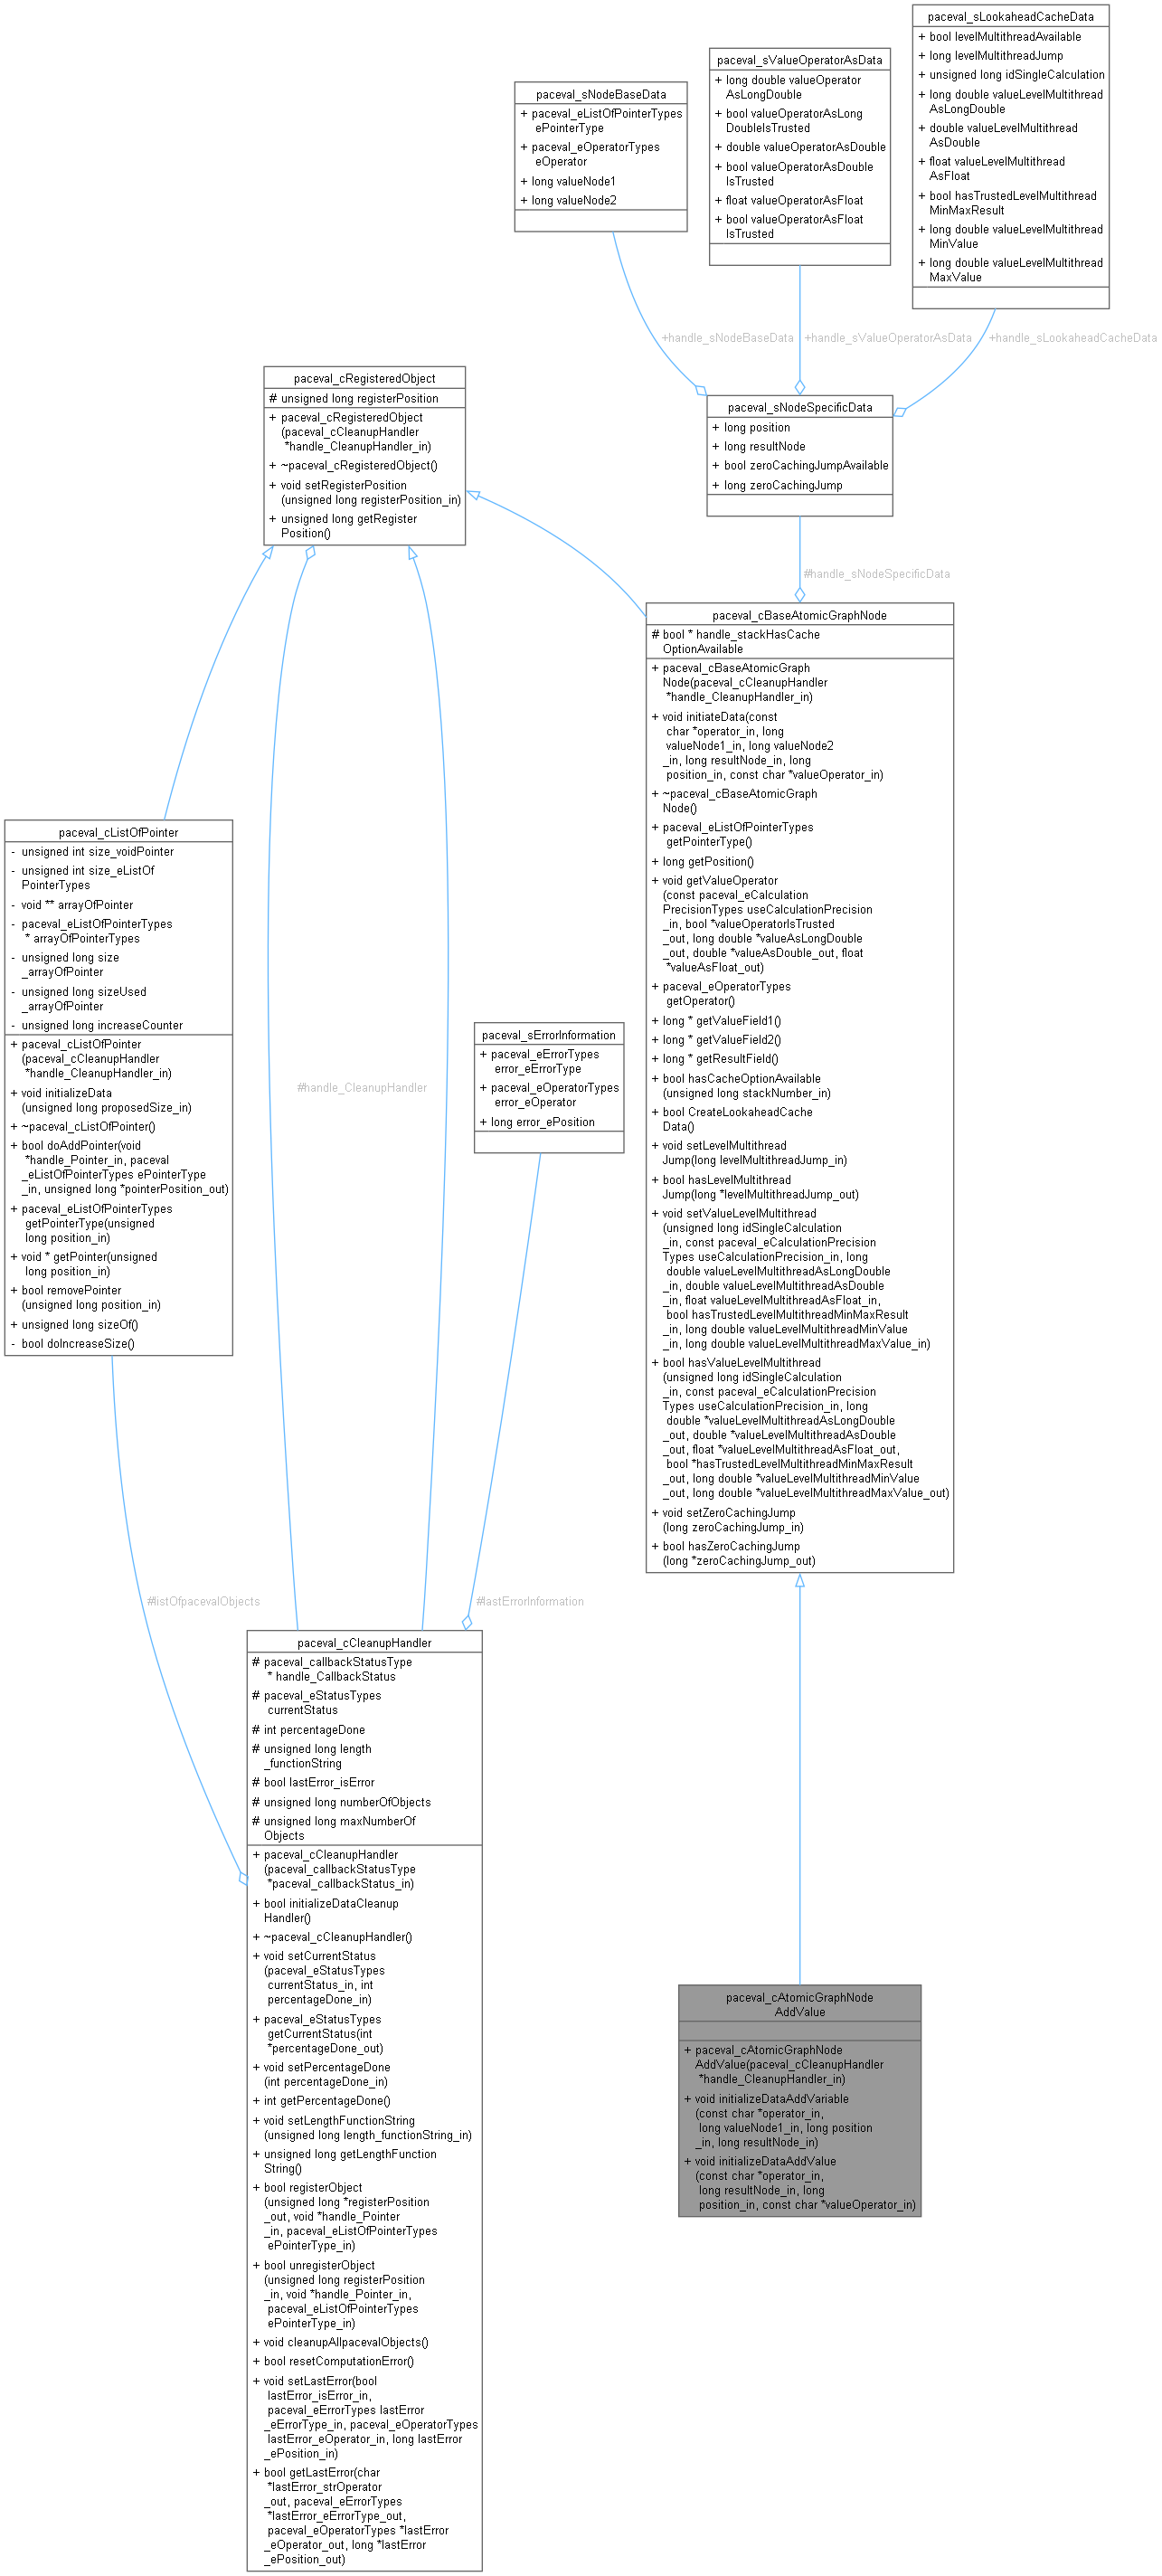 paceval_sLookaheadCacheData
+ bool levelMultithreadAvailable
+ long levelMultithreadJump
+ unsigned long idSingleCalculation
+ long double valueLevelMultithread
AsLongDouble
+ double valueLevelMultithread
AsDouble
+ float valueLevelMultithread
AsFloat
+ bool hasTrustedLevelMultithread
MinMaxResult
+ long double valueLevelMultithread
MinValue
+ long double valueLevelMultithread
MaxValue
paceval_sValueOperatorAsData
+ long double valueOperator
AsLongDouble
+ bool valueOperatorAsLong
DoubleIsTrusted
+ double valueOperatorAsDouble
+ bool valueOperatorAsDouble
IsTrusted
+ float valueOperatorAsFloat
+ bool valueOperatorAsFloat
IsTrusted
paceval_sNodeBaseData
+ paceval_eListOfPointerTypes
ePointerType
+ paceval_eOperatorTypes
eOperator
+ long valueNode1
+ long valueNode2
+handle_sNodeBaseData
+handle_sValueOperatorAsData
+handle_sLookaheadCacheData
paceval_cRegisteredObject
# unsigned long registerPosition
+ paceval_cRegisteredObject
(paceval_cCleanupHandler
*handle_CleanupHandler_in)
+ ~paceval_cRegisteredObject()
+ void setRegisterPosition
(unsigned long registerPosition_in)
+ unsigned long getRegister
Position()
paceval_sNodeSpecificData
+ long position
+ long resultNode
+ bool zeroCachingJumpAvailable
+ long zeroCachingJump
#handle_sNodeSpecificData
paceval_cBaseAtomicGraphNode
# bool * handle_stackHasCache
OptionAvailable
+ paceval_cBaseAtomicGraph
Node(paceval_cCleanupHandler
*handle_CleanupHandler_in)
+ void initiateData(const
char *operator_in, long
valueNode1_in, long valueNode2
_in, long resultNode_in, long
position_in, const char *valueOperator_in)
+ ~paceval_cBaseAtomicGraph
Node()
+ paceval_eListOfPointerTypes
getPointerType()
+ long getPosition()
+ void getValueOperator
(const paceval_eCalculation
PrecisionTypes useCalculationPrecision
_in, bool *valueOperatorIsTrusted
_out, long double *valueAsLongDouble
_out, double *valueAsDouble_out, float
*valueAsFloat_out)
+ paceval_eOperatorTypes
getOperator()
+ long * getValueField1()
+ long * getValueField2()
+ long * getResultField()
+ bool hasCacheOptionAvailable
(unsigned long stackNumber_in)
+ bool CreateLookaheadCache
Data()
+ void setLevelMultithread
Jump(long levelMultithreadJump_in)
+ bool hasLevelMultithread
Jump(long *levelMultithreadJump_out)
+ void setValueLevelMultithread
(unsigned long idSingleCalculation
_in, const paceval_eCalculationPrecision
Types useCalculationPrecision_in, long
double valueLevelMultithreadAsLongDouble
_in, double valueLevelMultithreadAsDouble
_in, float valueLevelMultithreadAsFloat_in,
bool hasTrustedLevelMultithreadMinMaxResult
_in, long double valueLevelMultithreadMinValue
_in, long double valueLevelMultithreadMaxValue_in)
+ bool hasValueLevelMultithread
(unsigned long idSingleCalculation
_in, const paceval_eCalculationPrecision
Types useCalculationPrecision_in, long
double *valueLevelMultithreadAsLongDouble
_out, double *valueLevelMultithreadAsDouble
_out, float *valueLevelMultithreadAsFloat_out,
bool *hasTrustedLevelMultithreadMinMaxResult
_out, long double *valueLevelMultithreadMinValue
_out, long double *valueLevelMultithreadMaxValue_out)
+ void setZeroCachingJump
(long zeroCachingJump_in)
+ bool hasZeroCachingJump
(long *zeroCachingJump_out)
paceval_cListOfPointer
- unsigned int size_voidPointer
- unsigned int size_eListOf
PointerTypes
- void ** arrayOfPointer
- paceval_eListOfPointerTypes
* arrayOfPointerTypes
- unsigned long size
_arrayOfPointer
- unsigned long sizeUsed
_arrayOfPointer
- unsigned long increaseCounter
+ paceval_cListOfPointer
(paceval_cCleanupHandler
*handle_CleanupHandler_in)
+ void initializeData
(unsigned long proposedSize_in)
+ ~paceval_cListOfPointer()
+ bool doAddPointer(void
*handle_Pointer_in, paceval
_eListOfPointerTypes ePointerType
_in, unsigned long *pointerPosition_out)
+ paceval_eListOfPointerTypes
getPointerType(unsigned
long position_in)
+ void * getPointer(unsigned
long position_in)
+ bool removePointer
(unsigned long position_in)
+ unsigned long sizeOf()
- bool doIncreaseSize()
#handle_CleanupHandler
paceval_sErrorInformation
+ paceval_eErrorTypes
error_eErrorType
+ paceval_eOperatorTypes
error_eOperator
+ long error_ePosition
#listOfpacevalObjects
#lastErrorInformation
paceval_cCleanupHandler
# paceval_callbackStatusType
* handle_CallbackStatus
# paceval_eStatusTypes
currentStatus
# int percentageDone
# unsigned long length
_functionString
# bool lastError_isError
# unsigned long numberOfObjects
# unsigned long maxNumberOf
Objects
+ paceval_cCleanupHandler
(paceval_callbackStatusType
*paceval_callbackStatus_in)
+ bool initializeDataCleanup
Handler()
+ ~paceval_cCleanupHandler()
+ void setCurrentStatus
(paceval_eStatusTypes
currentStatus_in, int
percentageDone_in)
+ paceval_eStatusTypes
getCurrentStatus(int
*percentageDone_out)
+ void setPercentageDone
(int percentageDone_in)
+ int getPercentageDone()
+ void setLengthFunctionString
(unsigned long length_functionString_in)
+ unsigned long getLengthFunction
String()
+ bool registerObject
(unsigned long *registerPosition
_out, void *handle_Pointer
_in, paceval_eListOfPointerTypes
ePointerType_in)
+ bool unregisterObject
(unsigned long registerPosition
_in, void *handle_Pointer_in,
paceval_eListOfPointerTypes
ePointerType_in)
+ void cleanupAllpacevalObjects()
+ bool resetComputationError()
+ void setLastError(bool
lastError_isError_in,
paceval_eErrorTypes lastError
_eErrorType_in, paceval_eOperatorTypes
lastError_eOperator_in, long lastError
_ePosition_in)
+ bool getLastError(char
*lastError_strOperator
_out, paceval_eErrorTypes
*lastError_eErrorType_out,
paceval_eOperatorTypes *lastError
_eOperator_out, long *lastError
_ePosition_out)
paceval_cAtomicGraphNode
AddValue
+ paceval_cAtomicGraphNode
AddValue(paceval_cCleanupHandler
*handle_CleanupHandler_in)
+ void initializeDataAddVariable
(const char *operator_in,
long valueNode1_in, long position
_in, long resultNode_in)
+ void initializeDataAddValue
(const char *operator_in,
long resultNode_in, long
position_in, const char *valueOperator_in)